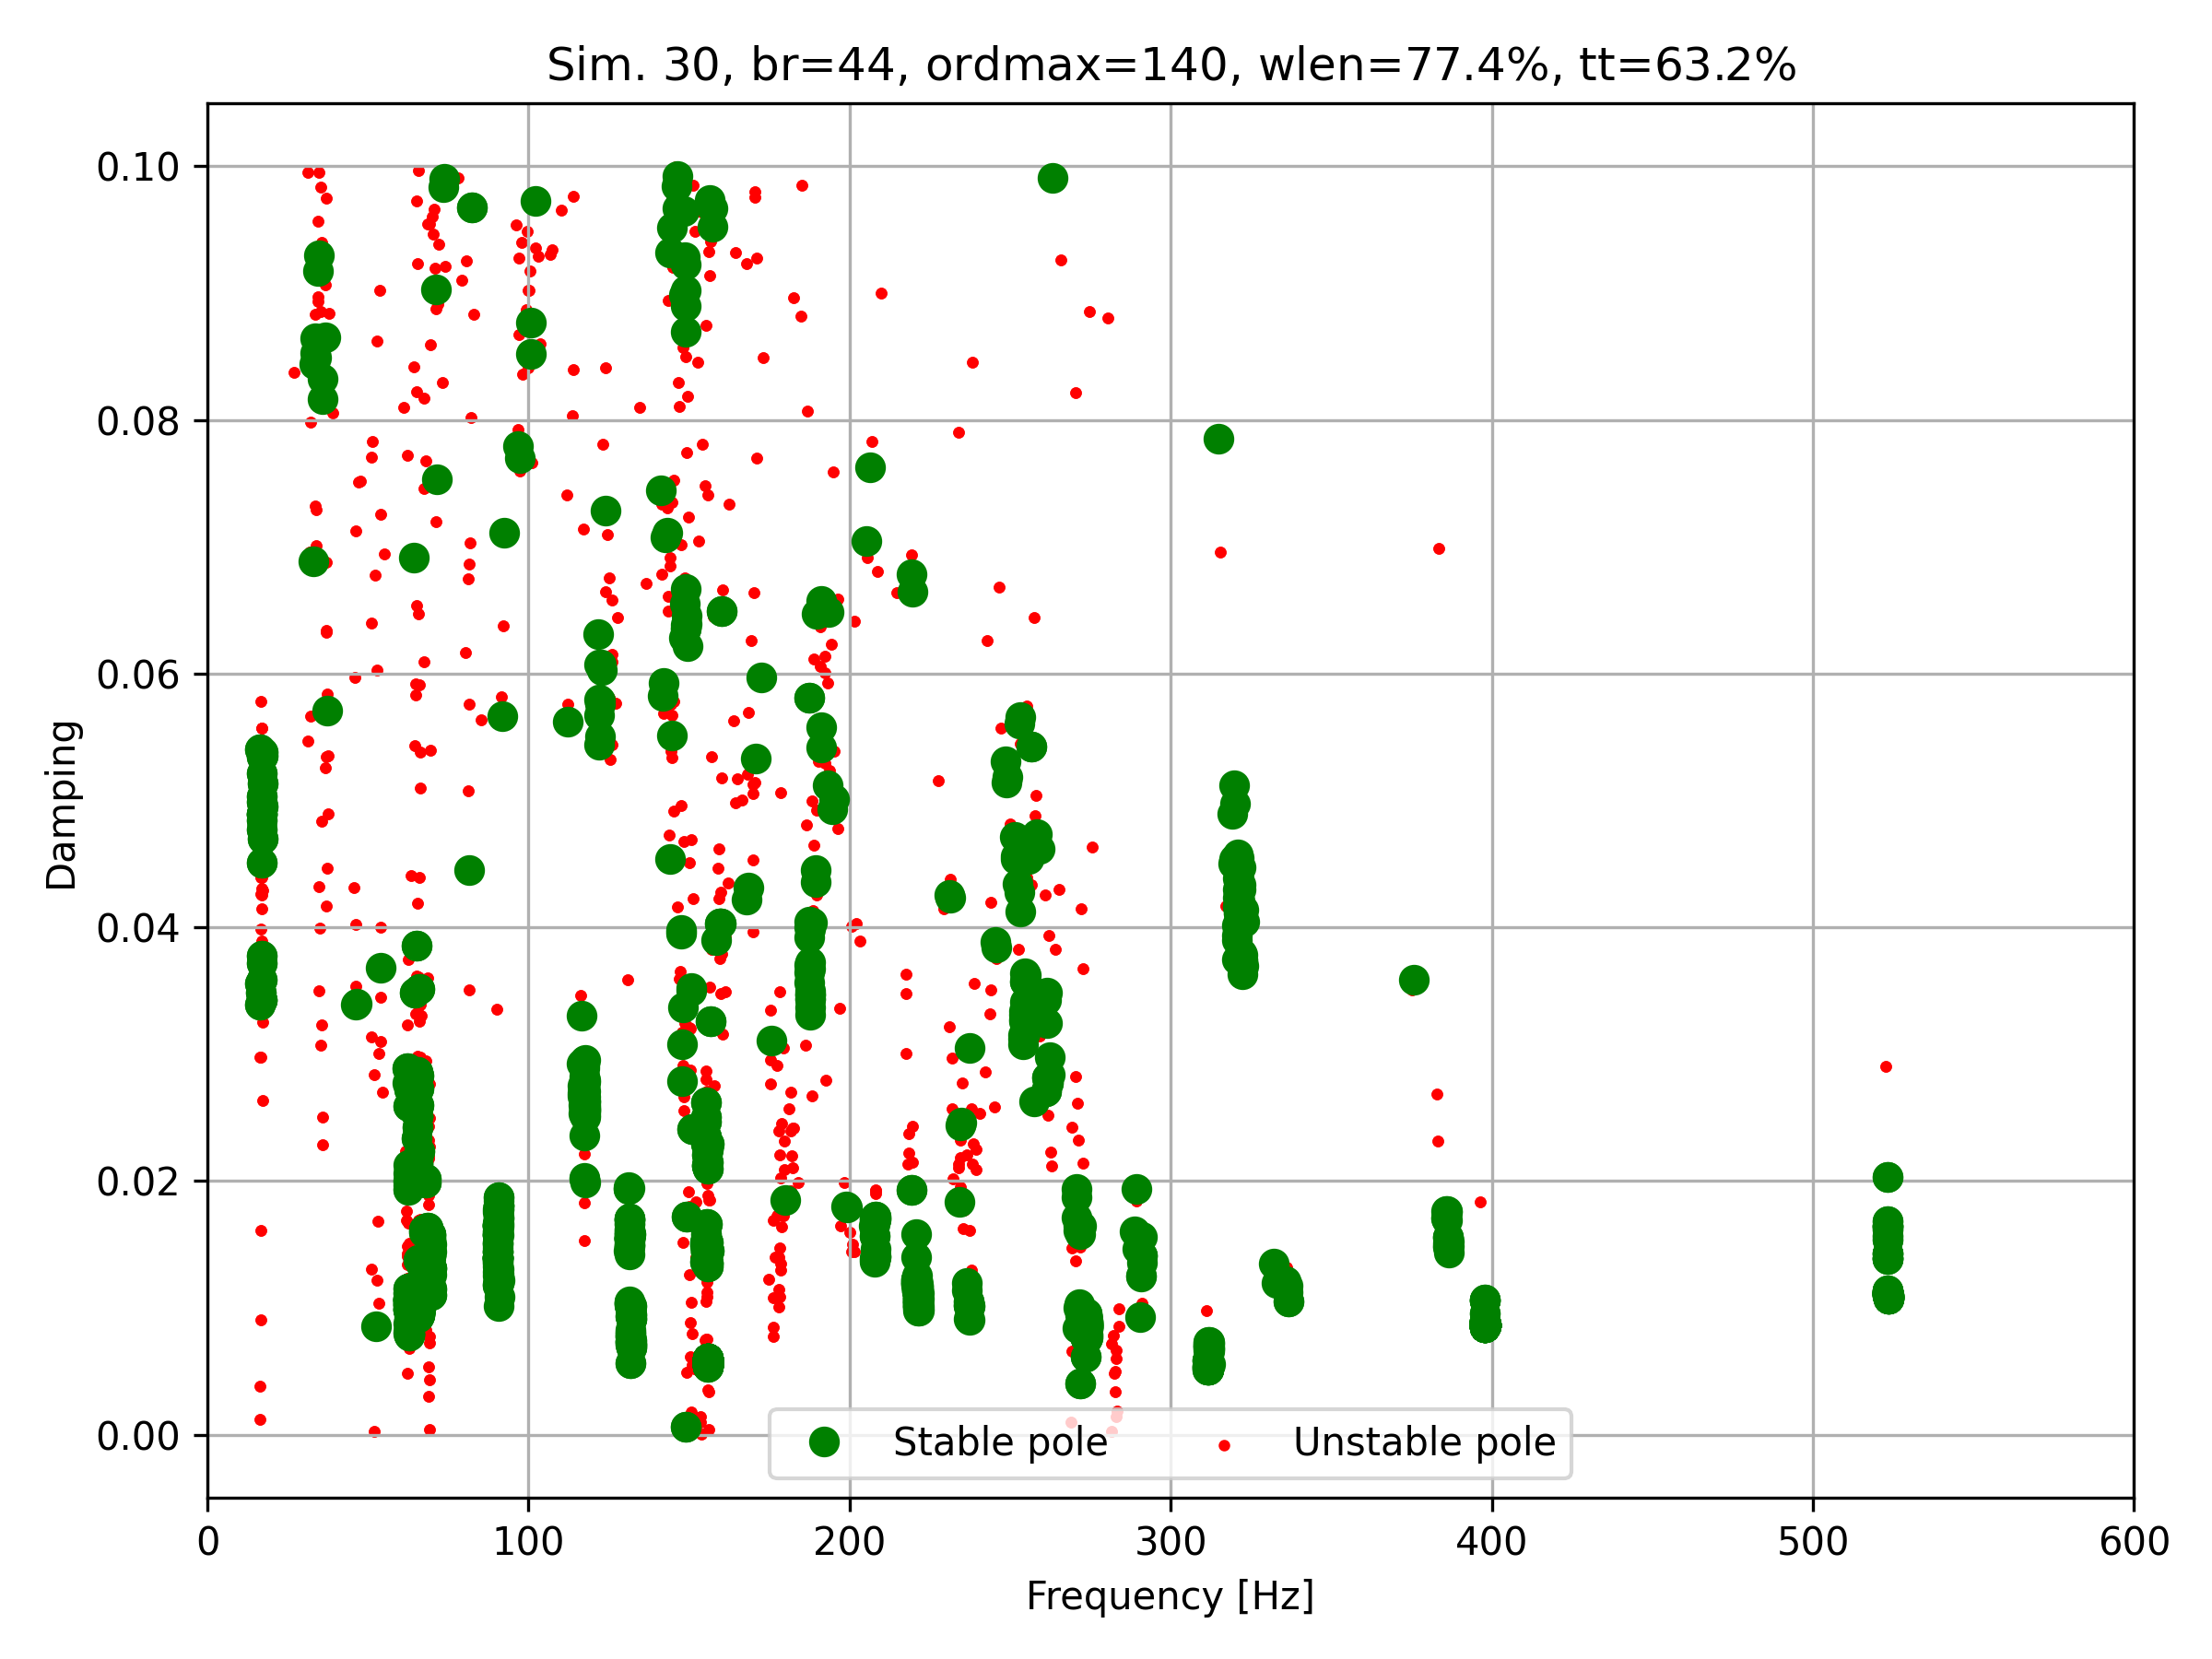 Sim. 30, br=44, ordmax=140, wlen=77.4%, tt=63.2%
0.10
0.08
0.06
0.04
0.02
0.00
Damping
Stable pole Unstable pole
0 100 200 300 400 500 600
Frequency [Hz]